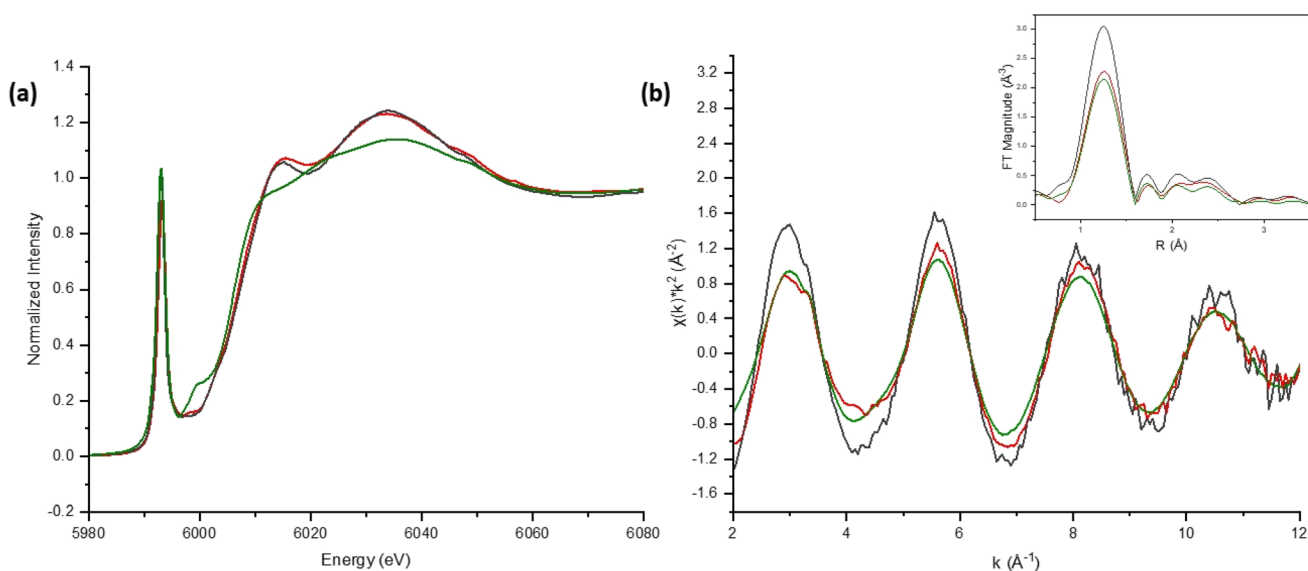 (a)
Normalized Intensity
1.4
1.2
1.0
0.8
0.6
0.4
0.2
0.0
-0.2
5980 6000 6020 6040 6060 6080
Energy (eV)
(b)
χ(k)*k² (Å⁻²)
3.2
2.8
2.4
2.0
1.6
1.2
0.8
0.4
0.0
-0.4
-0.8
-1.2
-1.6
2 4 6 8 10 12
k (Å⁻¹)
FT Magnitude (Å⁻³)
3.0
2.5
2.0
1.5
1.0
0.5
0.0
1 2 3
R (Å)